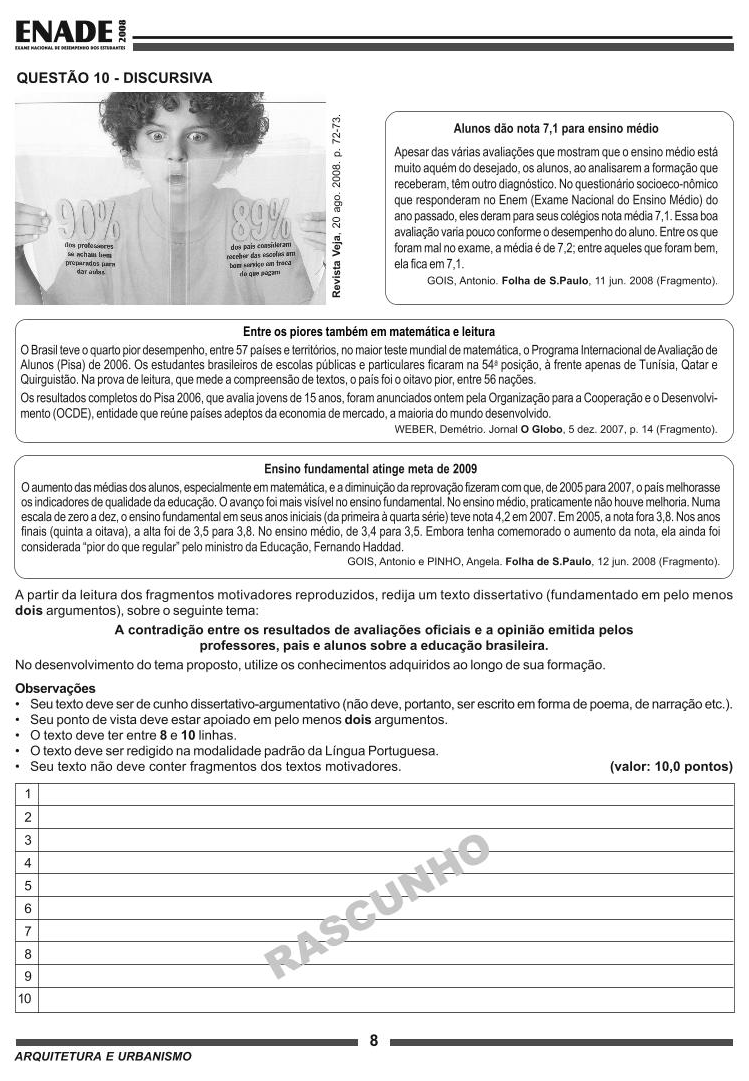 ENADE 2008
EXAME NACIONAL DE DESEMPENHO DOS ESTUDANTES
QUESTÃO 10 - DISCURSIVA
90%
dos professores
se acham bem
preparados para
dar aulas.
89%
dos pais consideram
receber das escolas um
bom serviço em troca
do que pagam
Revista Veja, 20 ago. 2008. p. 72-73.
Alunos dão nota 7,1 para ensino médio
Apesar das várias avaliações que mostram que o ensino médio está
muito aquém do desejado, os alunos, ao analisarem a formação que
receberam, têm outro diagnóstico. No questionário socioeco-nômico
que responderam no Enem (Exame Nacional do Ensino Médio) do
ano passado, eles deram para seus colégios nota média 7,1. Essa boa
avaliação varia pouco conforme o desempenho do aluno. Entre os que
foram mal no exame, a média é de 7,2; entre aqueles que foram bem,
ela fica em 7,1.
GOIS, Antonio. Folha de S.Paulo, 11 jun. 2008 (Fragmento).
Entre os piores também em matemática e leitura
O Brasil teve o quarto pior desempenho, entre 57 países e territórios, no maior teste mundial de matemática, o Programa Internacional de Avaliação de
Alunos (Pisa) de 2006. Os estudantes brasileiros de escolas públicas e particulares ficaram na 54ª posição, à frente apenas de Tunísia, Qatar e
Quirguistão. Na prova de leitura, que mede a compreensão de textos, o país foi o oitavo pior, entre 56 nações.
Os resultados completos do Pisa 2006, que avalia jovens de 15 anos, foram anunciados ontem pela Organização para a Cooperação e o Desenvolvi-
mento (OCDE), entidade que reúne países adeptos da economia de mercado, a maioria do mundo desenvolvido.
WEBER, Demétrio. Jornal O Globo, 5 dez. 2007, p. 14 (Fragmento).
Ensino fundamental atinge meta de 2009
O aumento das médias dos alunos, especialmente em matemática, e a diminuição da reprovação fizeram com que, de 2005 para 2007, o país melhorasse
os indicadores de qualidade da educação. O avanço foi mais visível no ensino fundamental. No ensino médio, praticamente não houve melhoria. Numa
escala de zero a dez, o ensino fundamental em seus anos iniciais (da primeira à quarta série) teve nota 4,2 em 2007. Em 2005, a nota fora 3,8. Nos anos
finais (quinta a oitava), a alta foi de 3,5 para 3,8. No ensino médio, de 3,4 para 3,5. Embora tenha comemorado o aumento da nota, ela ainda foi
considerada “pior do que regular” pelo ministro da Educação, Fernando Haddad.
GOIS, Antonio e PINHO, Angela. Folha de S.Paulo, 12 jun. 2008 (Fragmento).
A partir da leitura dos fragmentos motivadores reproduzidos, redija um texto dissertativo (fundamentado em pelo menos
dois argumentos), sobre o seguinte tema:
A contradição entre os resultados de avaliações oficiais e a opinião emitida pelos
professores, pais e alunos sobre a educação brasileira.
No desenvolvimento do tema proposto, utilize os conhecimentos adquiridos ao longo de sua formação.
Observações
• Seu texto deve ser de cunho dissertativo-argumentativo (não deve, portanto, ser escrito em forma de poema, de narração etc.).
• Seu ponto de vista deve estar apoiado em pelo menos dois argumentos.
• O texto deve ter entre 8 e 10 linhas.
• O texto deve ser redigido na modalidade padrão da Língua Portuguesa.
• Seu texto não deve conter fragmentos dos textos motivadores. (valor: 10,0 pontos)
1
2
3
4
5
6
7
8
9
10
RASCUNHO
8
ARQUITETURA E URBANISMO